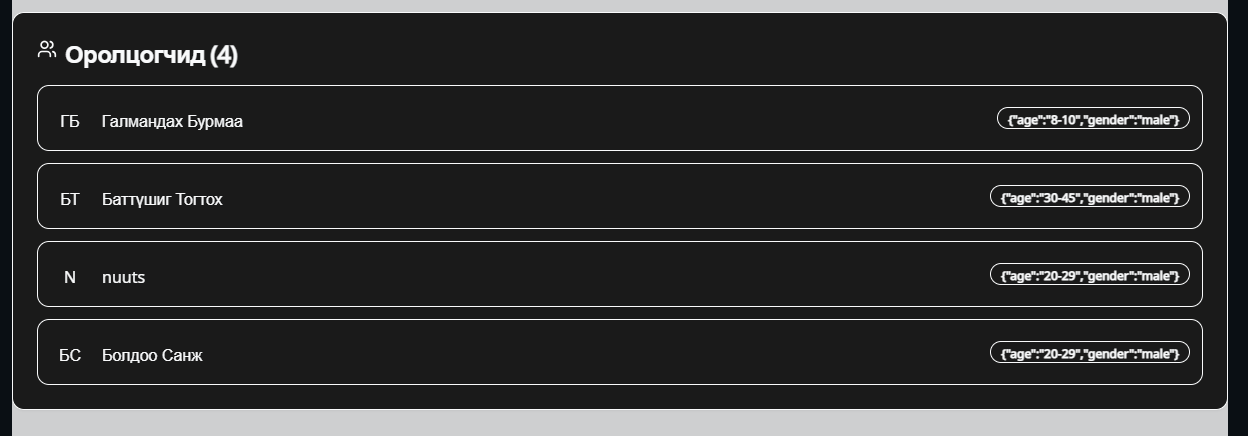 Оролцогчид (4)
ГБ Галмандах Бурмаа {"age":"8-10","gender":"male"}
БТ Баттүшиг Тогтох {"age":"30-45","gender":"male"}
N nuuts {"age":"20-29","gender":"male"}
БС Болдоо Санж {"age":"20-29","gender":"male"}